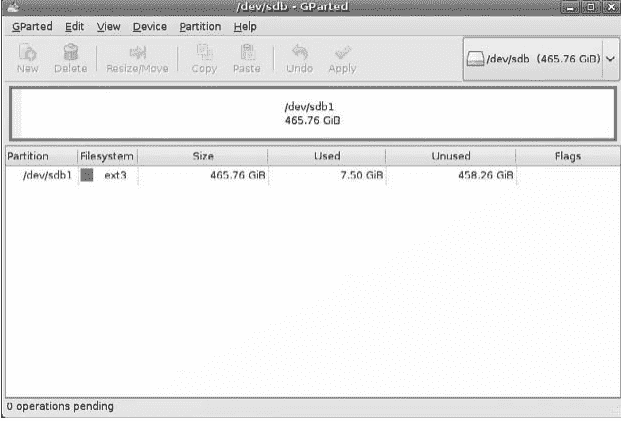 /dev/sdb - GParted
GParted Edit View Device Partition Help
New Delete Resize/Move Copy Paste Undo Apply /dev/sdb (465.76 GiB)
/dev/sdb1
465.76 GiB
Partition Filesystem Size Used Unused Flags
/dev/sdb1 ext3 465.76 GiB 7.50 GiB 458.26 GiB
0 operations pending